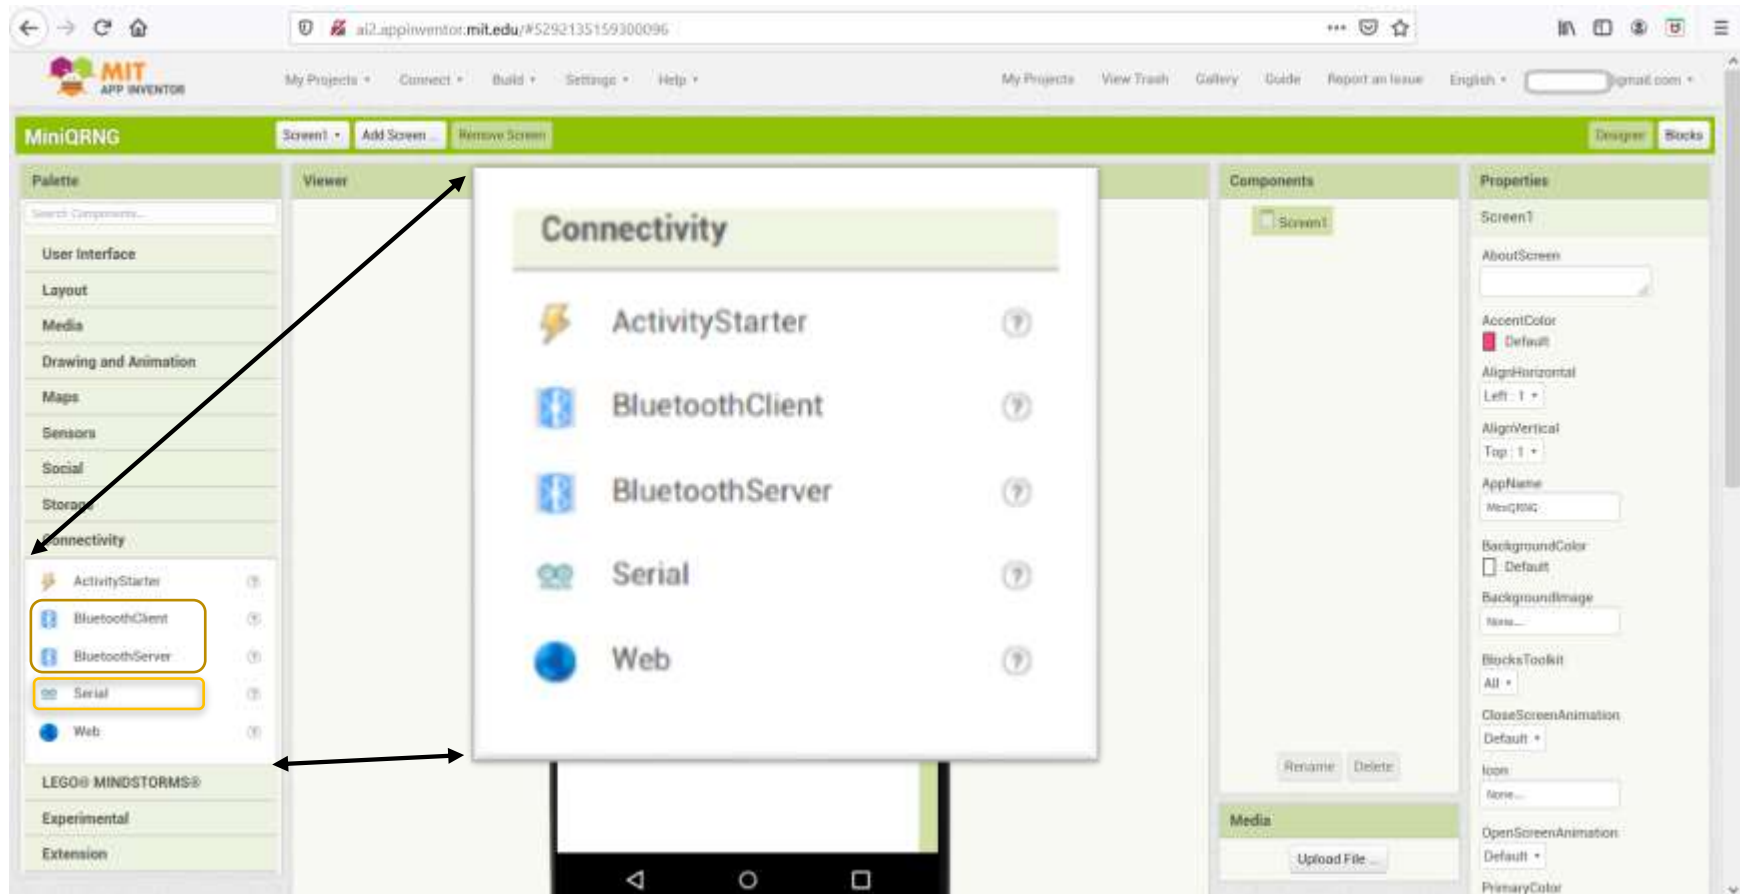 ai2.appinventor.mit.edu/#5292135159300096
MIT
APP INVENTOR
My Projects Connect Build Settings Help
My Projects View Trash Gallery Guide Report an Issue English gmail.com
MiniQRNG
Screen1 Add Screen ... Remove Screen
Designer Blocks
Palette
Search Components...
User Interface
Layout
Media
Drawing and Animation
Maps
Sensors
Social
Storage
Connectivity
ActivityStarter
BluetoothClient
BluetoothServer
Serial
Web
LEGO® MINDSTORMS®
Experimental
Extension
Viewer
Connectivity
ActivityStarter
BluetoothClient
BluetoothServer
Serial
Web
Components
Screen1
Rename Delete
Media
Upload File ...
Properties
Screen1
AboutScreen
AccentColor
Default
AlignHorizontal
Left : 1
AlignVertical
Top : 1
AppName
BackgroundColor
Default
BackgroundImage
None...
BlocksToolkit
All
CloseScreenAnimation
Default
Icon
None...
OpenScreenAnimation
Default
PrimaryColor